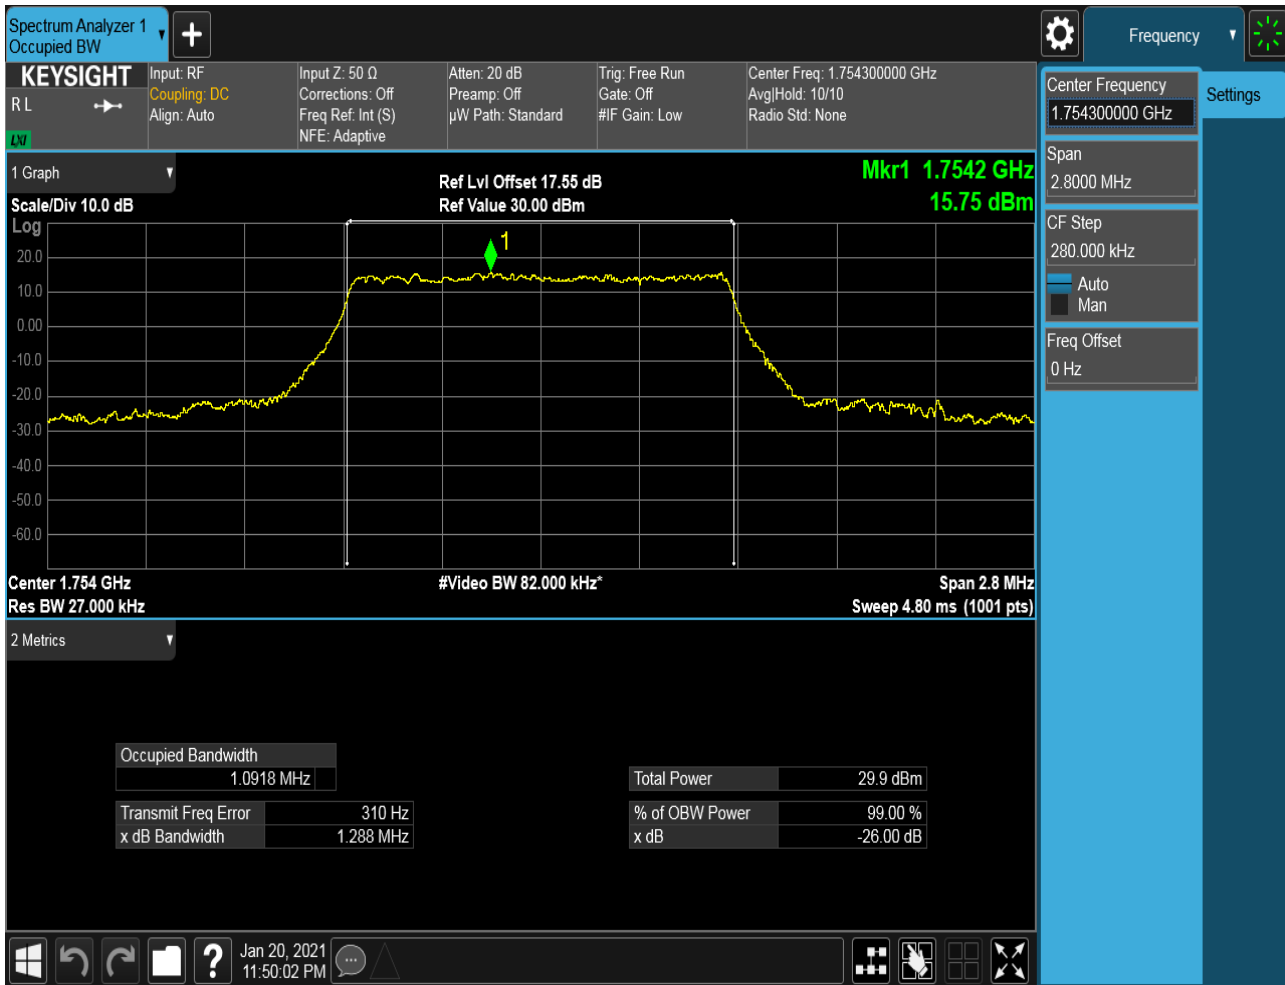 Spectrum Analyzer 1
Occupied BW
Frequency
KEYSIGHT
R L
LXI
Input: RF
Coupling: DC
Align: Auto
Input Z: 50 Ω
Corrections: Off
Freq Ref: Int (S)
NFE: Adaptive
Atten: 20 dB
Preamp: Off
µW Path: Standard
Trig: Free Run
Gate: Off
#IF Gain: Low
Center Freq: 1.754300000 GHz
Avg|Hold: 10/10
Radio Std: None
Center Frequency
1.754300000 GHz
Settings
Span
2.8000 MHz
CF Step
280.000 kHz
Auto
Man
Freq Offset
0 Hz
1 Graph
Scale/Div 10.0 dB
Ref Lvl Offset 17.55 dB
Ref Value 30.00 dBm
Mkr1 1.7542 GHz
15.75 dBm
Log
1
20.0
10.0
0.00
-10.0
-20.0
-30.0
-40.0
-50.0
-60.0
Center 1.754 GHz
#Video BW 82.000 kHz*
Span 2.8 MHz
Res BW 27.000 kHz
Sweep 4.80 ms (1001 pts)
2 Metrics
Occupied Bandwidth
1.0918 MHz
Total Power 29.9 dBm
Transmit Freq Error 310 Hz
% of OBW Power 99.00 %
x dB Bandwidth 1.288 MHz
x dB -26.00 dB
?
Jan 20, 2021
11:50:02 PM